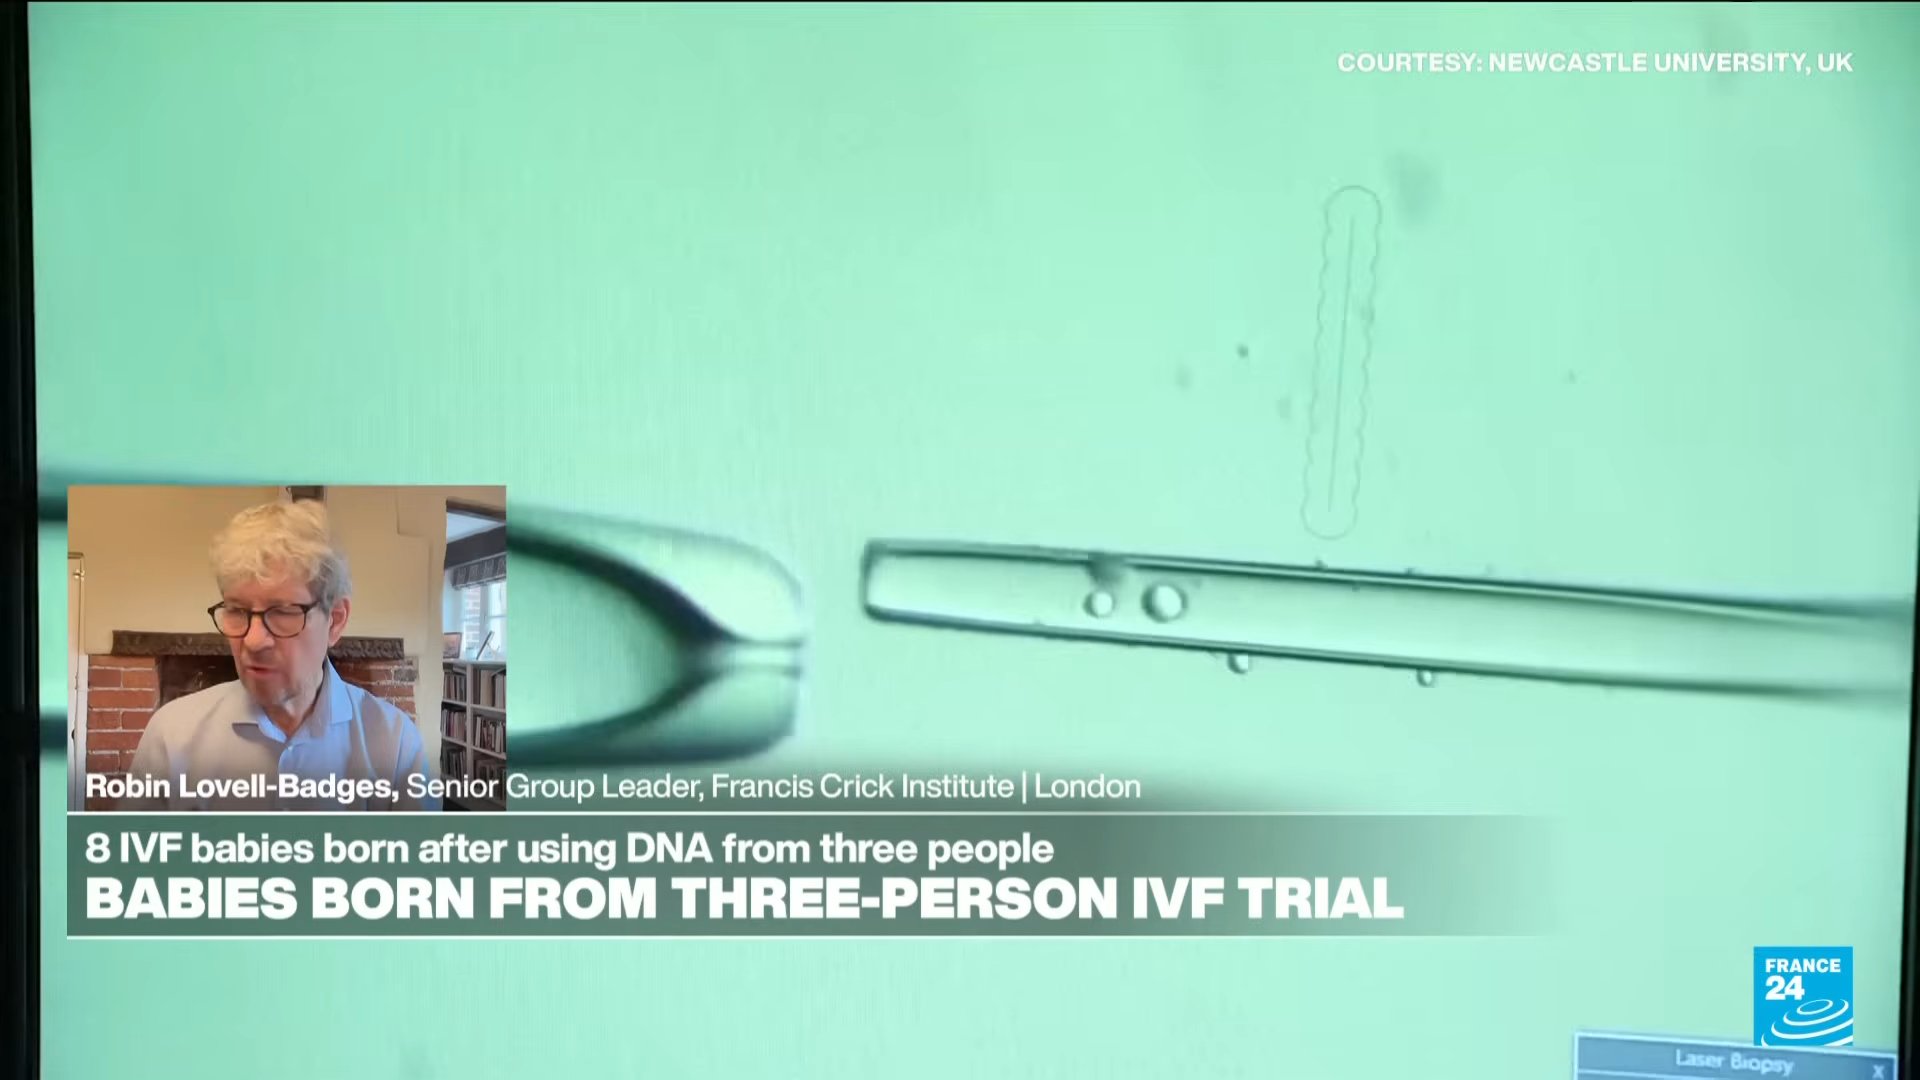 COURTESY: NEWCASTLE UNIVERSITY, UK
Robin Lovell-Badges, Senior Group Leader, Francis Crick Institute | London
8 IVF babies born after using DNA from three people
BABIES BORN FROM THREE-PERSON IVF TRIAL
FRANCE
24
Laser Biopsy X